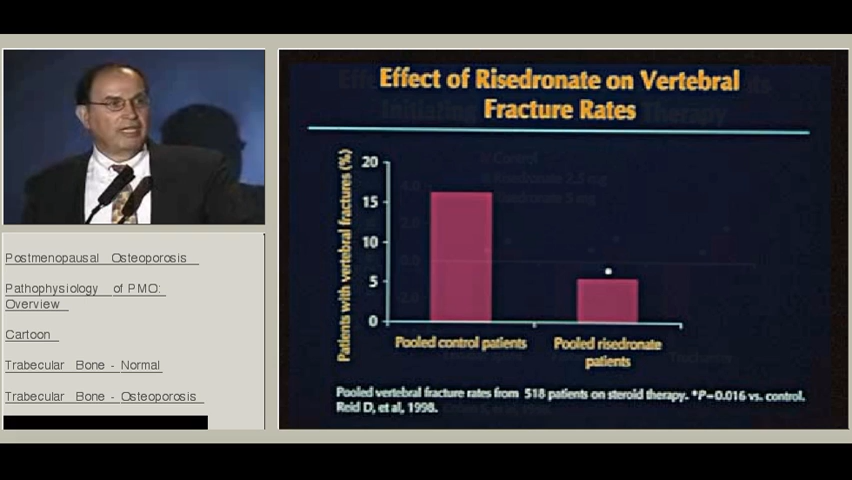 Effect of Risedronate on Vertebral
Fracture Rates
Patients with vertebral fractures (%)
20
15
10
5
0
Pooled control patients
Pooled risedronate
patients
Pooled vertebral fracture rates from 518 patients on steroid therapy. *P=0.016 vs. control.
Reid D, et al, 1998.
Postmenopausal Osteoporosis
Pathophysiology of PMO:
Overview
Cartoon
Trabecular Bone - Normal
Trabecular Bone - Osteoporosis